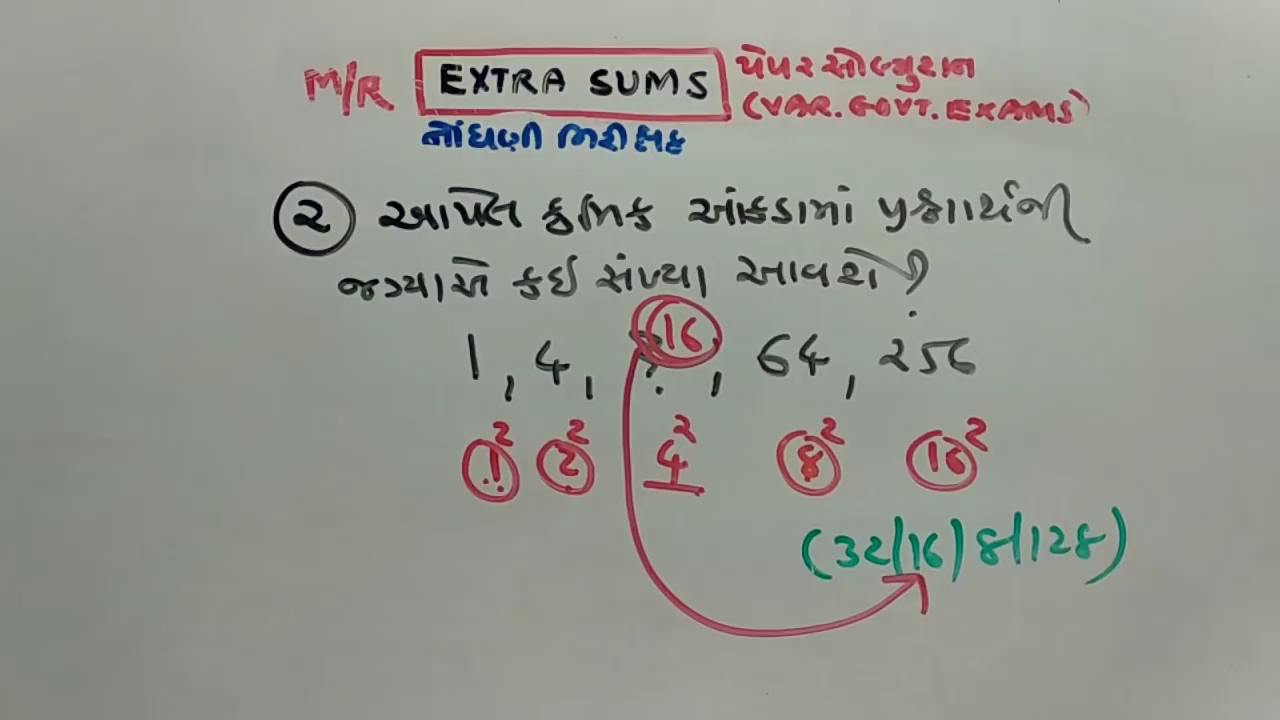 M/R EXTRA SUMS પેપર સોલ્યુશન
(VAR. GOVT. EXAMS)
નોંધણી નિરીક્ષક
૨ આપેલ ક્રમિક આંકડામાં પ્રશ્નાર્થની
જગ્યાએ કઈ સંખ્યા આવશે?
1, 4, ?, 64, 256
16
1² 2² 4² 8² 16²
(32/16/8/128)